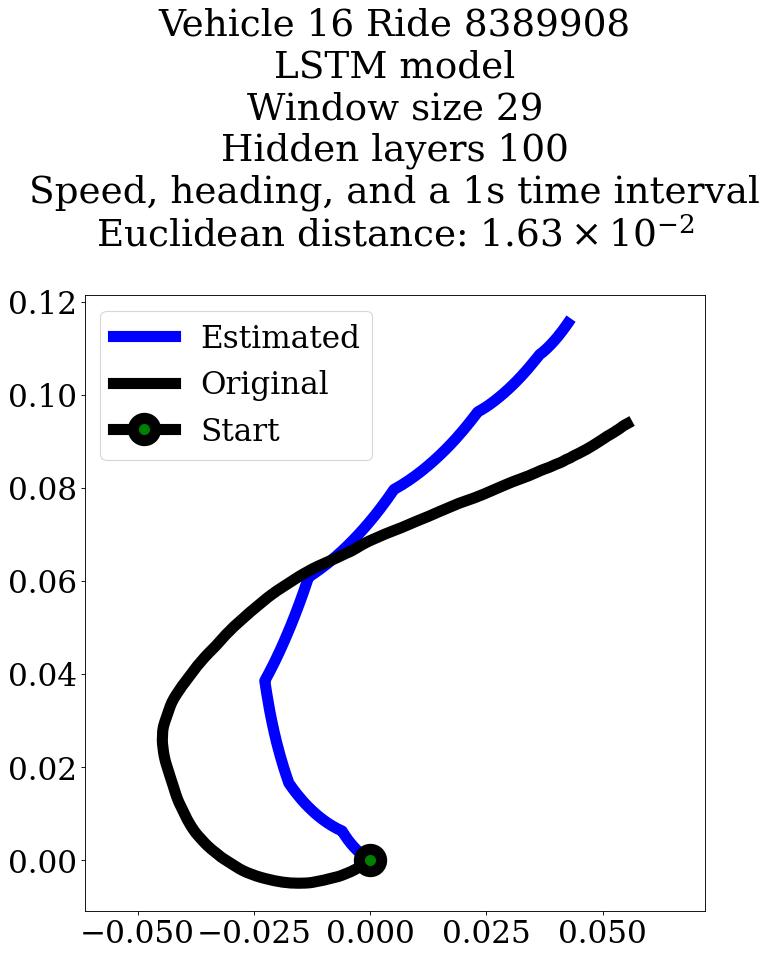 Vehicle 16 Ride 8389908
LSTM model
Window size 29
Hidden layers 100
Speed, heading, and a 1s time interval
Euclidean distance: 1.63 × 10⁻²
0.12
Estimated
0.10
Original
Start
0.08
0.06
0.04
0.02
0.00
−0.050 −0.025 0.000 0.025 0.050